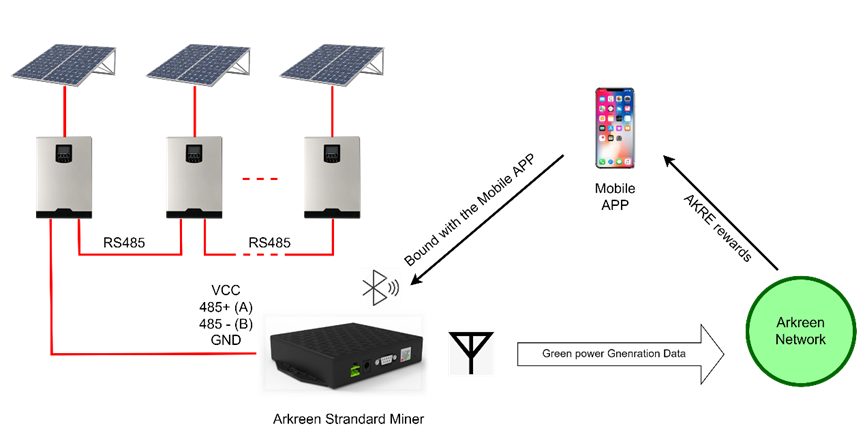 RS485
RS485
VCC
485+ (A)
485 - (B)
GND
Arkreen Strandard Miner
Bound with the Mobile APP
Mobile
APP
AKRE rewards
Green power Gnenration Data
Arkreen
Network